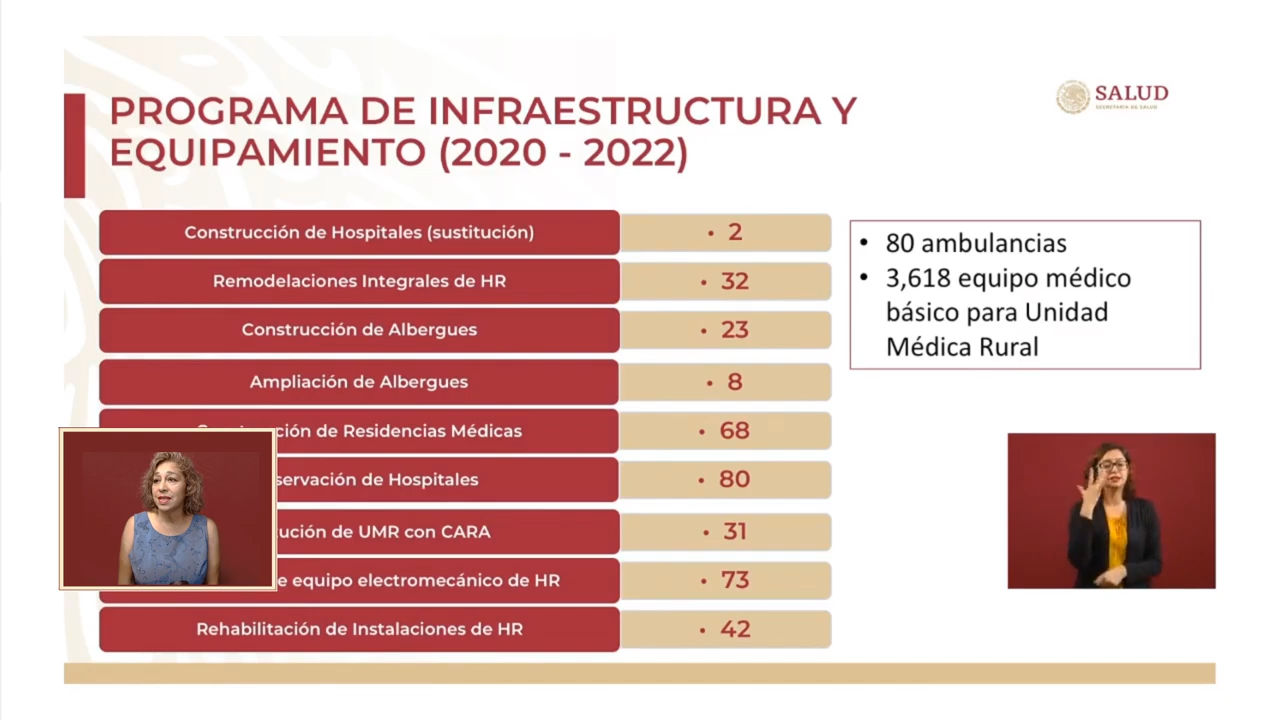 PROGRAMA DE INFRAESTRUCTURA Y
EQUIPAMIENTO (2020 - 2022)
SALUD
SECRETARÍA DE SALUD
Construcción de Hospitales (sustitución) • 2
Remodelaciones Integrales de HR • 32
Construcción de Albergues • 23
Ampliación de Albergues • 8
de Residencias Médicas • 68
de Hospitales • 80
de UMR con CARA • 31
equipo electromecánico de HR • 73
Rehabilitación de Instalaciones de HR • 42
• 80 ambulancias
• 3,618 equipo médico
básico para Unidad
Médica Rural